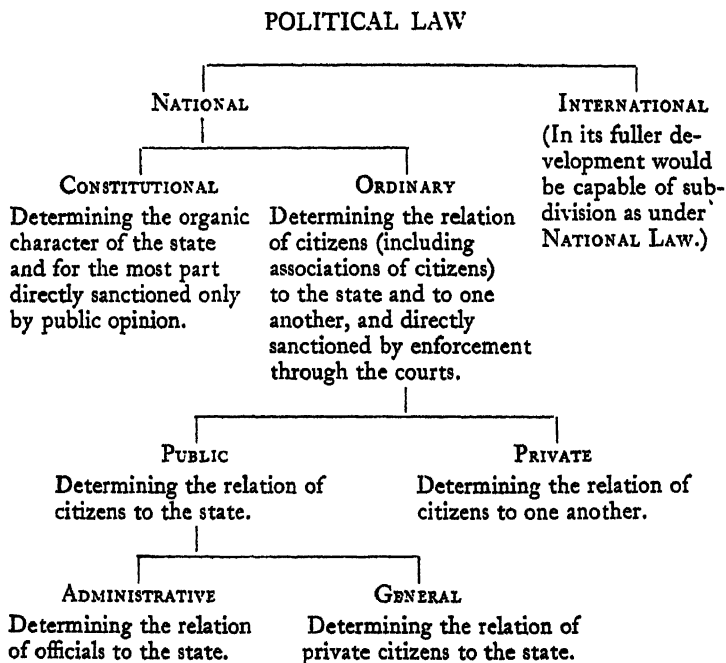 POLITICAL LAW
NATIONAL
INTERNATIONAL
(In its fuller de-
velopment would
be capable of sub-
division as under
NATIONAL LAW.)
CONSTITUTIONAL
Determining the organic
character of the state
and for the most part
directly sanctioned only
by public opinion.
ORDINARY
Determining the relation
of citizens (including
associations of citizens)
to the state and to one
another, and directly
sanctioned by enforcement
through the courts.
PUBLIC
Determining the relation of
citizens to the state.
PRIVATE
Determining the relation of
citizens to one another.
ADMINISTRATIVE
Determining the relation
of officials to the state.
GENERAL
Determining the relation of
private citizens to the state.